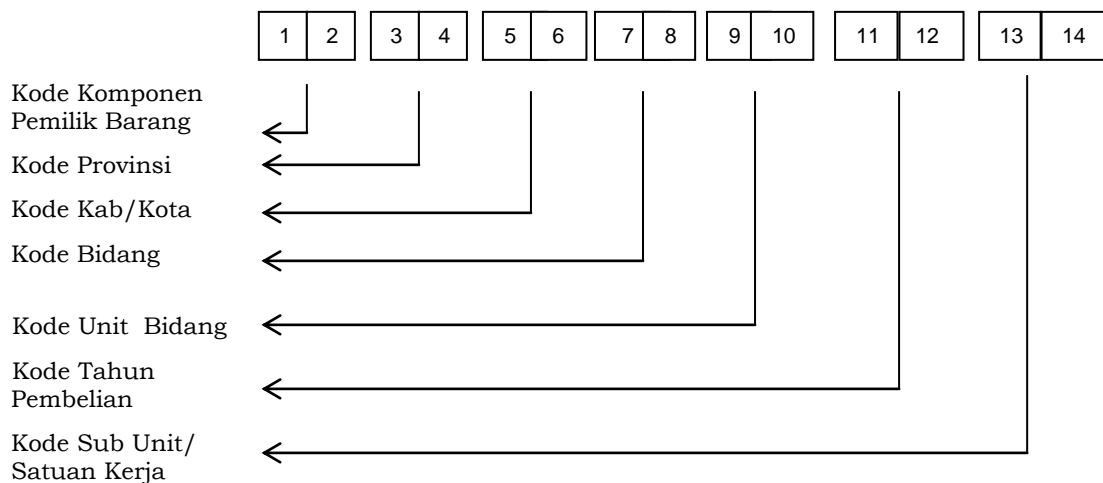 1 2 3 4 5 6 7 8 9 10 11 12 13 14
Kode Komponen
Pemilik Barang
Kode Provinsi
Kode Kab/Kota
Kode Bidang
Kode Unit Bidang
Kode Tahun
Pembelian
Kode Sub Unit/
Satuan Kerja